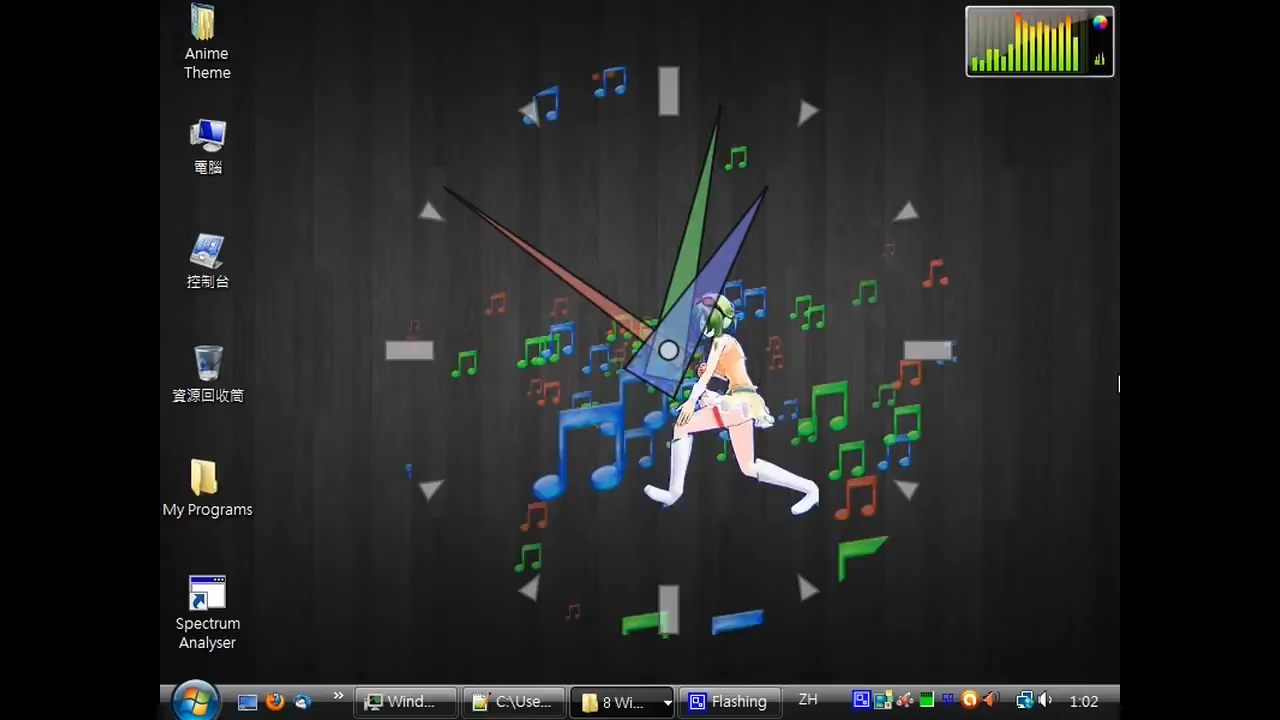 Anime
Theme
電腦
控制台
資源回收筒
My Programs
Spectrum
Analyser
Wind...
C:\Use...
8 Wi...
Flashing
ZH
1:02